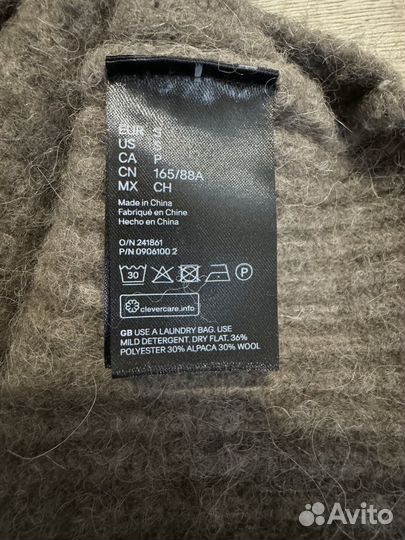 EUR S
US S
CA P
CN 165/88A
MX CH
Made in China
Fabriqué en Chine
Hecho en China
O/N 241861
P/N 0906100 2
30
P
clevercare.info
GB USE A LAUNDRY BAG. USE
MILD DETERGENT. DRY FLAT. 36%
POLYESTER 30% ALPACA 30% WOOL
Avito